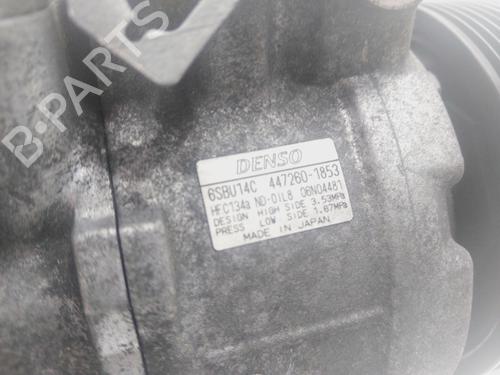 B-PARTS
DENSO
6SBU14C 447260-1853
HFC134a ND-OIL8 06N04481
DESIGN HIGH SIDE 3.53MPa
PRESS LOW SIDE 1.67MPa
MADE IN JAPAN